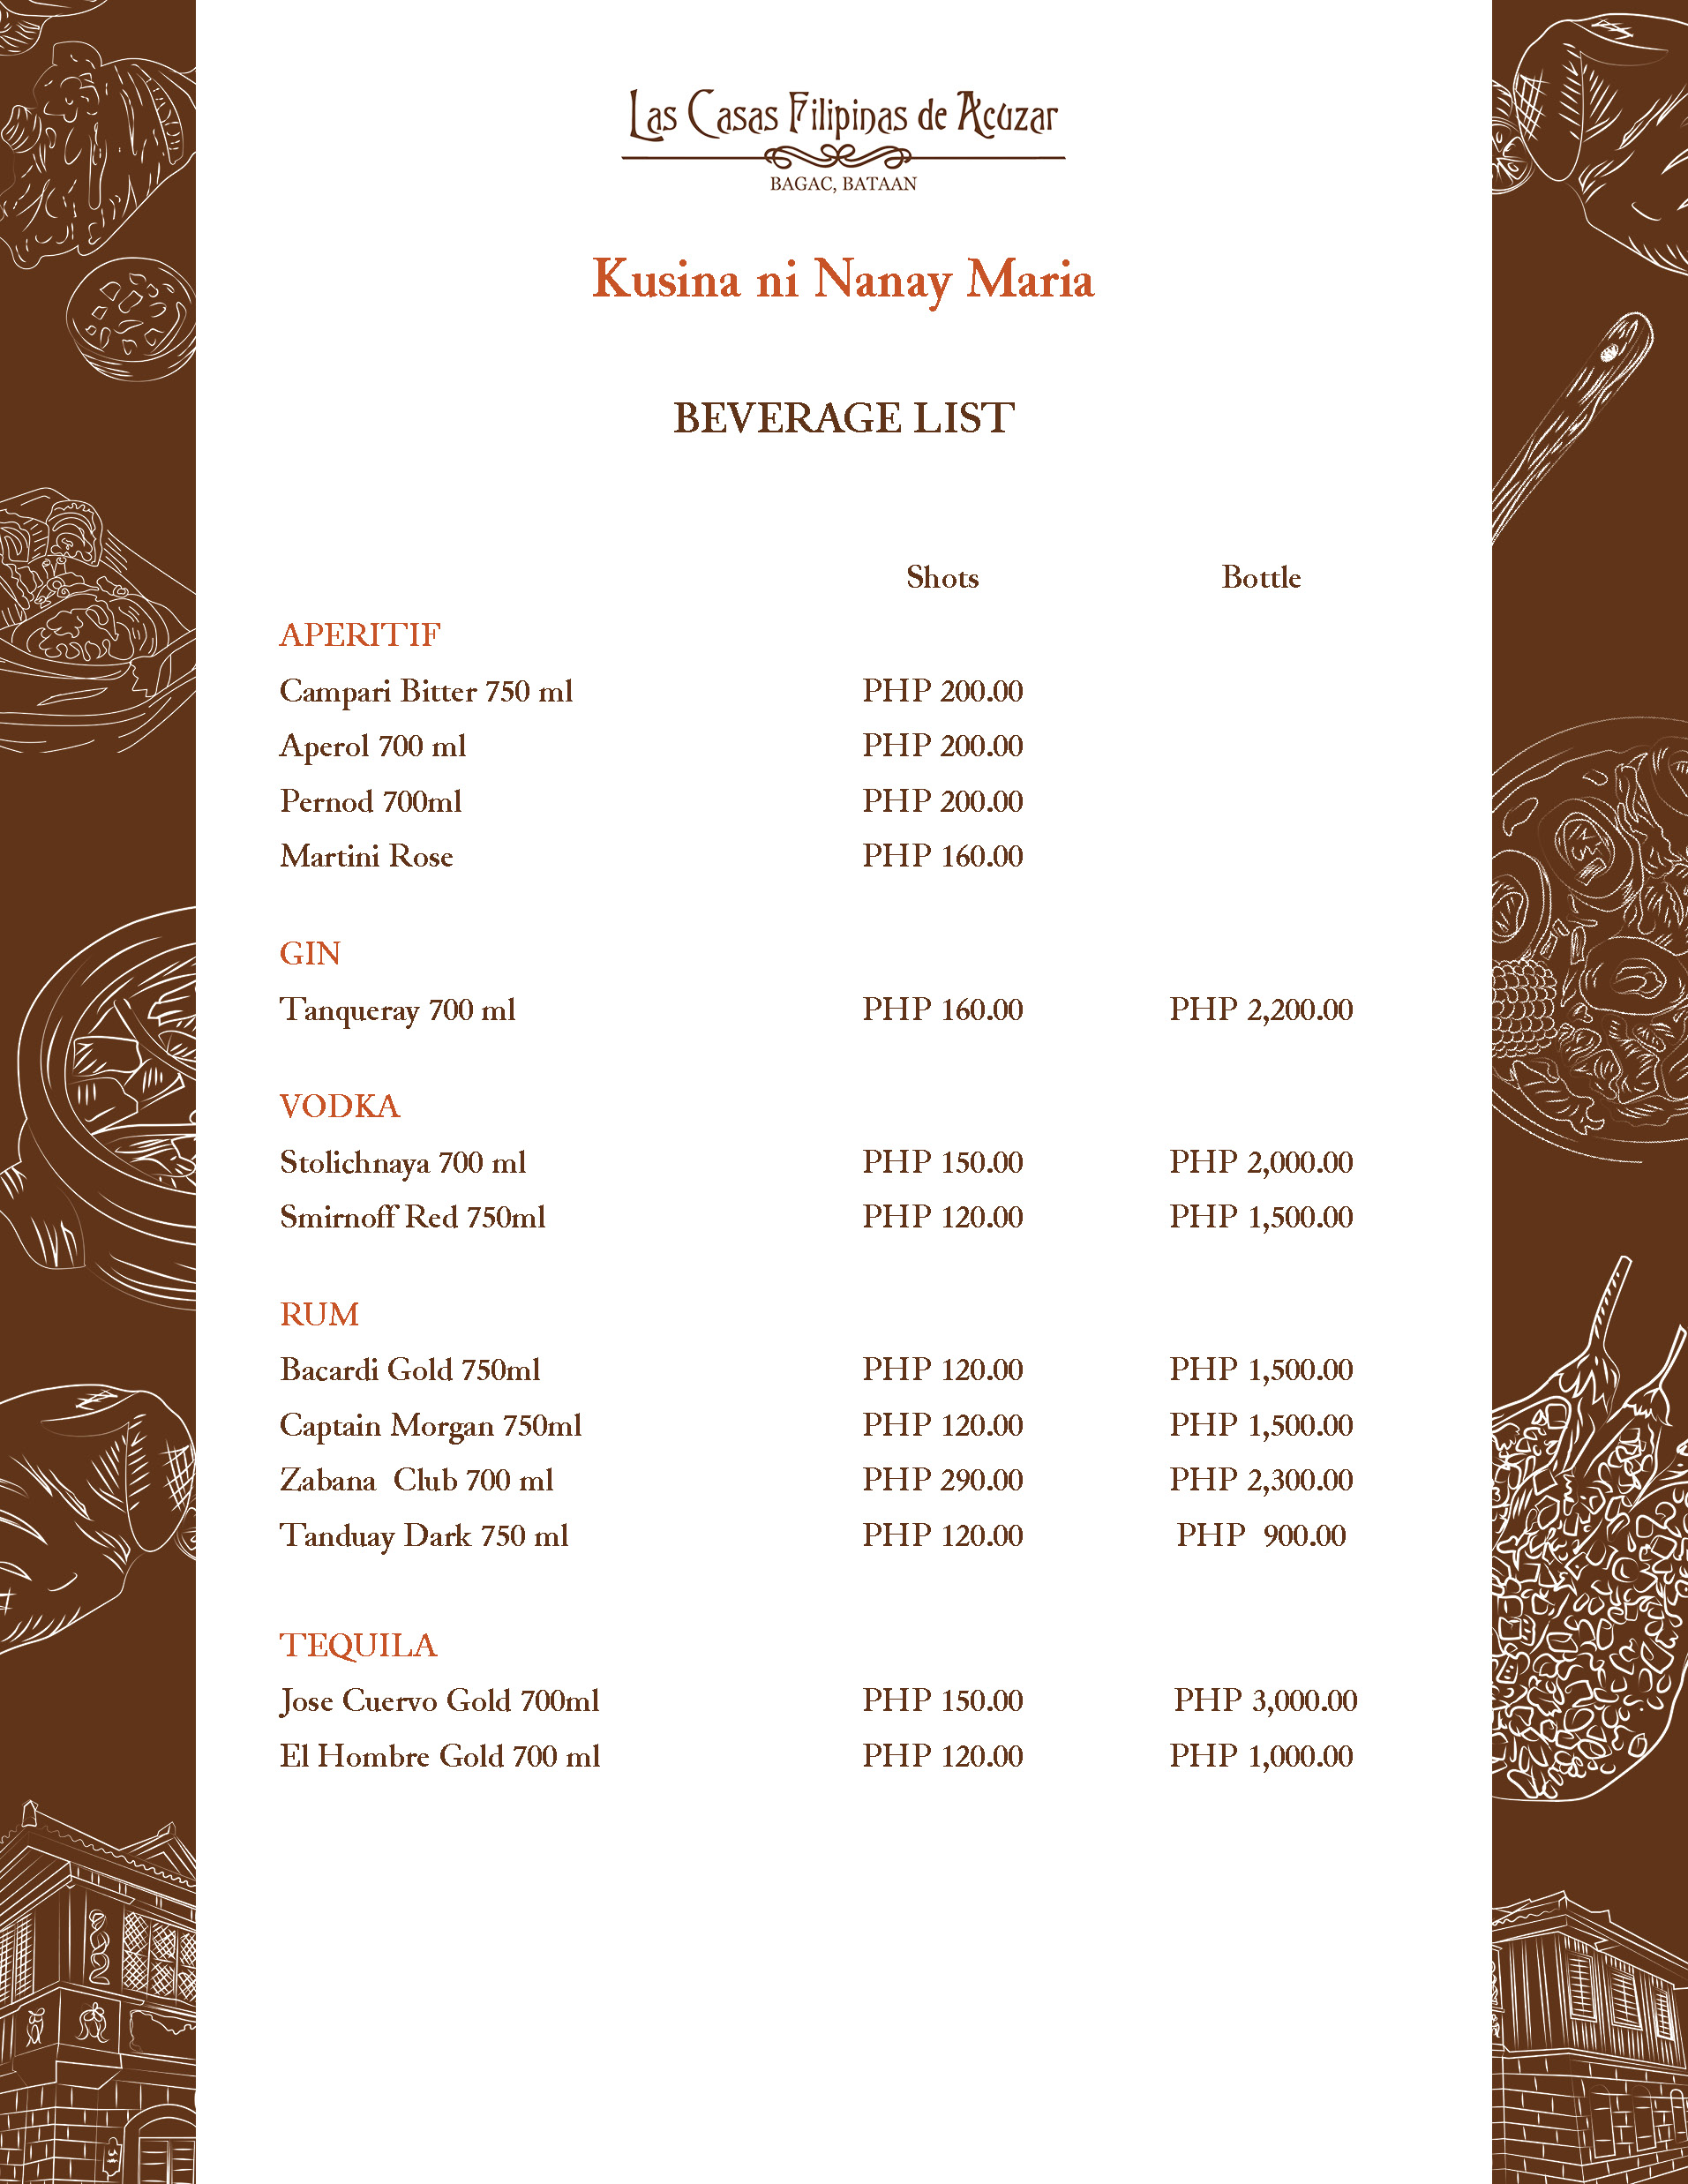 Las Casas Filipinas de Acuzar
BAGAC, BATAAN
Kusina ni Nanay Maria
BEVERAGE LIST
Shots Bottle
APERITIF
Campari Bitter 750 ml PHP 200.00
Aperol 700 ml PHP 200.00
Pernod 700ml PHP 200.00
Martini Rose PHP 160.00
GIN
Tanqueray 700 ml PHP 160.00 PHP 2,200.00
VODKA
Stolichnaya 700 ml PHP 150.00 PHP 2,000.00
Smirnoff Red 750ml PHP 120.00 PHP 1,500.00
RUM
Bacardi Gold 750ml PHP 120.00 PHP 1,500.00
Captain Morgan 750ml PHP 120.00 PHP 1,500.00
Zabana Club 700 ml PHP 290.00 PHP 2,300.00
Tanduay Dark 750 ml PHP 120.00 PHP 900.00
TEQUILA
Jose Cuervo Gold 700ml PHP 150.00 PHP 3,000.00
El Hombre Gold 700 ml PHP 120.00 PHP 1,000.00